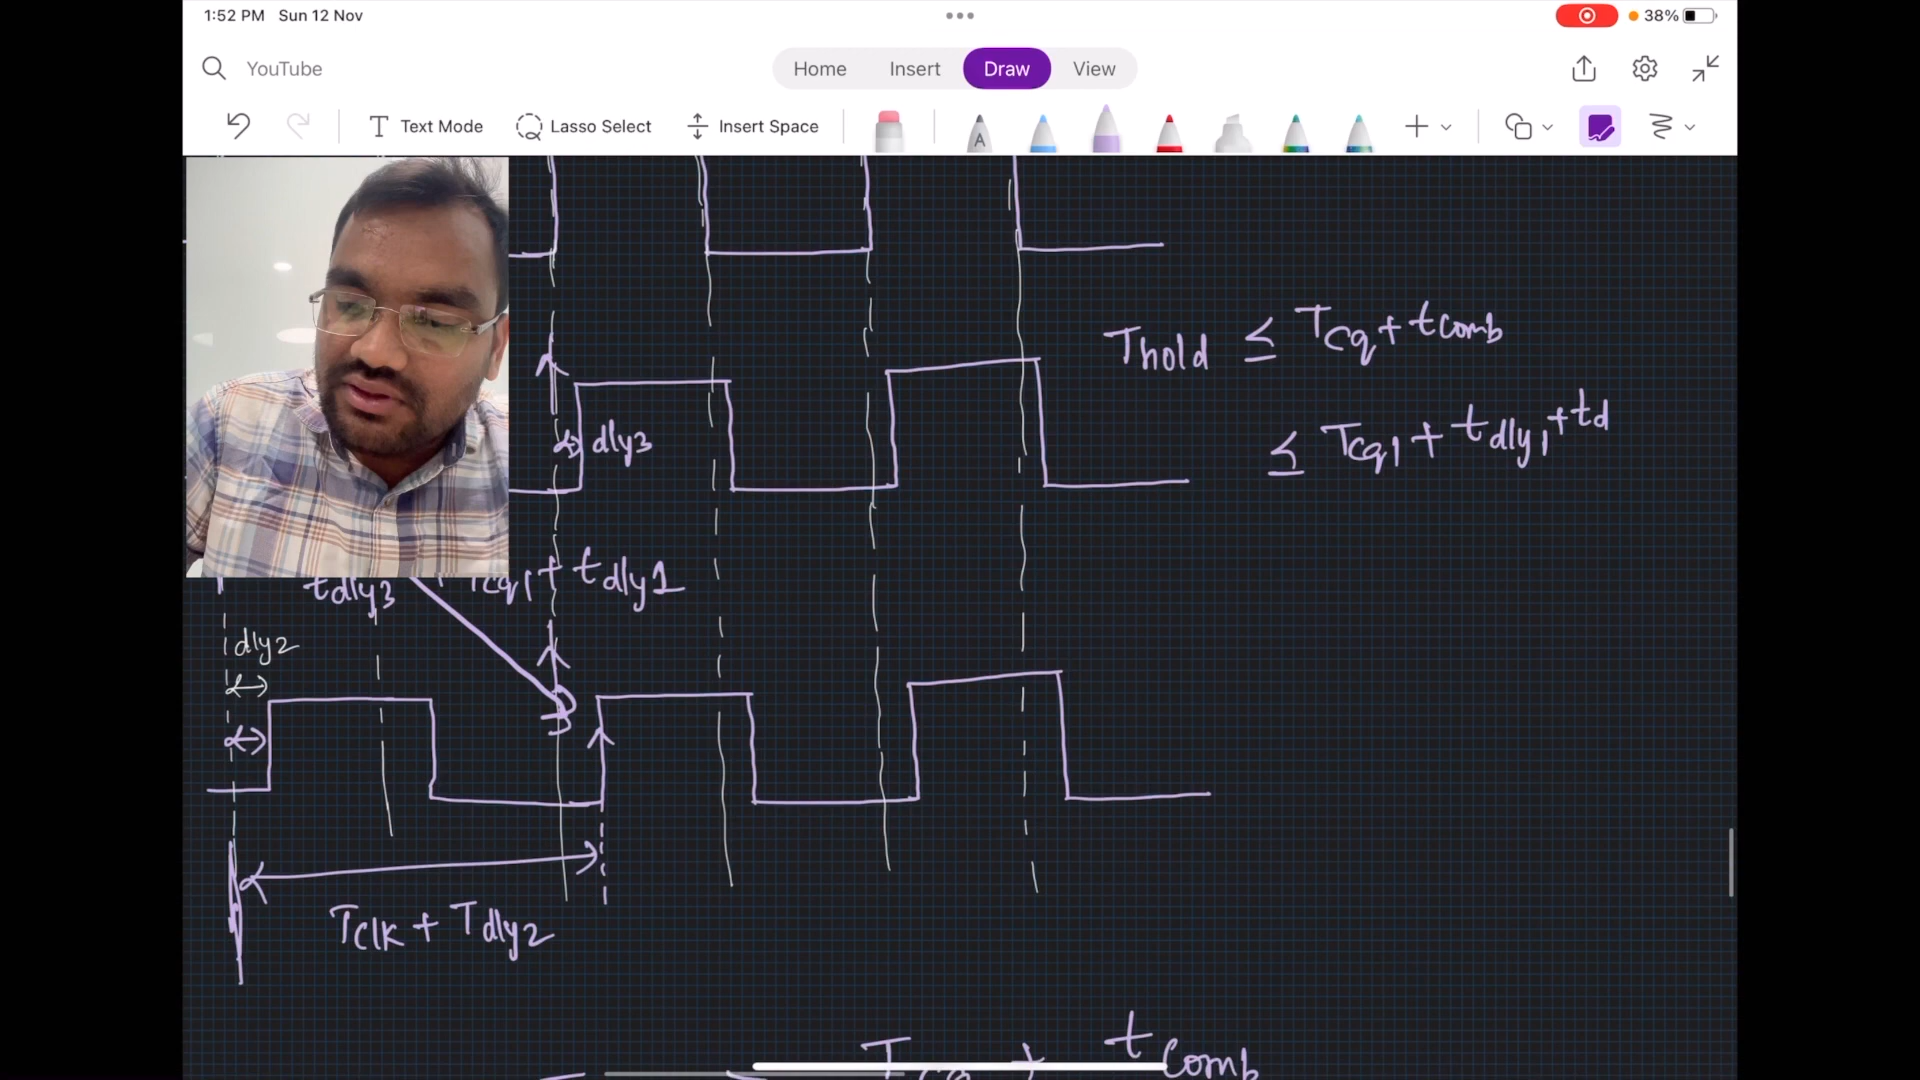 1:52 PM Sun 12 Nov
38%
YouTube
Home Insert Draw View
Text Mode Lasso Select Insert Space
A
Thold ≤ Tcq + tcomb
dly3
≤ Tcq1 + tdly1 + td
tdly3
cq1 + tdly1
dly2
Tclk + Tdly2
tcomb